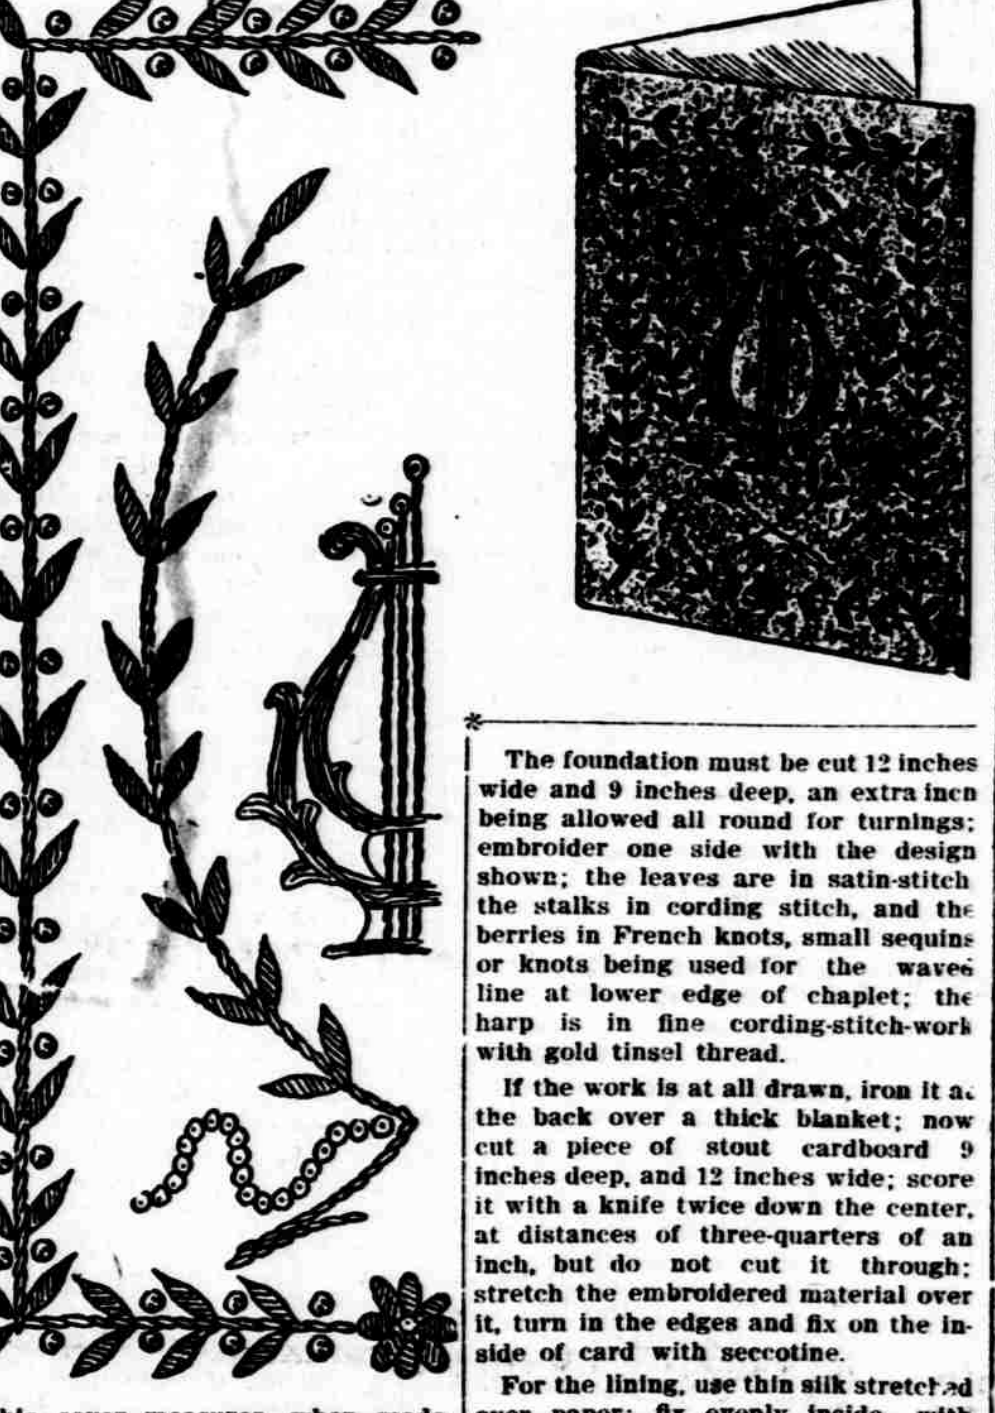 The foundation must be cut 12 inches
wide and 9 inches deep, an extra incn
being allowed all round for turnings;
embroider one side with the design
shown; the leaves are in satin-stitch
the stalks in cording stitch, and the
berries in French knots, small sequins
or knots being used for the waved
line at lower edge of chaplet; the
harp is in fine cording-stitch-work
with gold tinsel thread.
If the work is at all drawn, iron it at
the back over a thick blanket; now
cut a piece of stout cardboard 9
inches deep, and 12 inches wide; score
it with a knife twice down the center,
at distances of three-quarters of an
inch, but do not cut it through;
stretch the embroidered material over
it, turn in the edges and fix on the in-
side of card with seccotine.
For the lining, use thin silk stretched
over paper; fix evenly inside, with